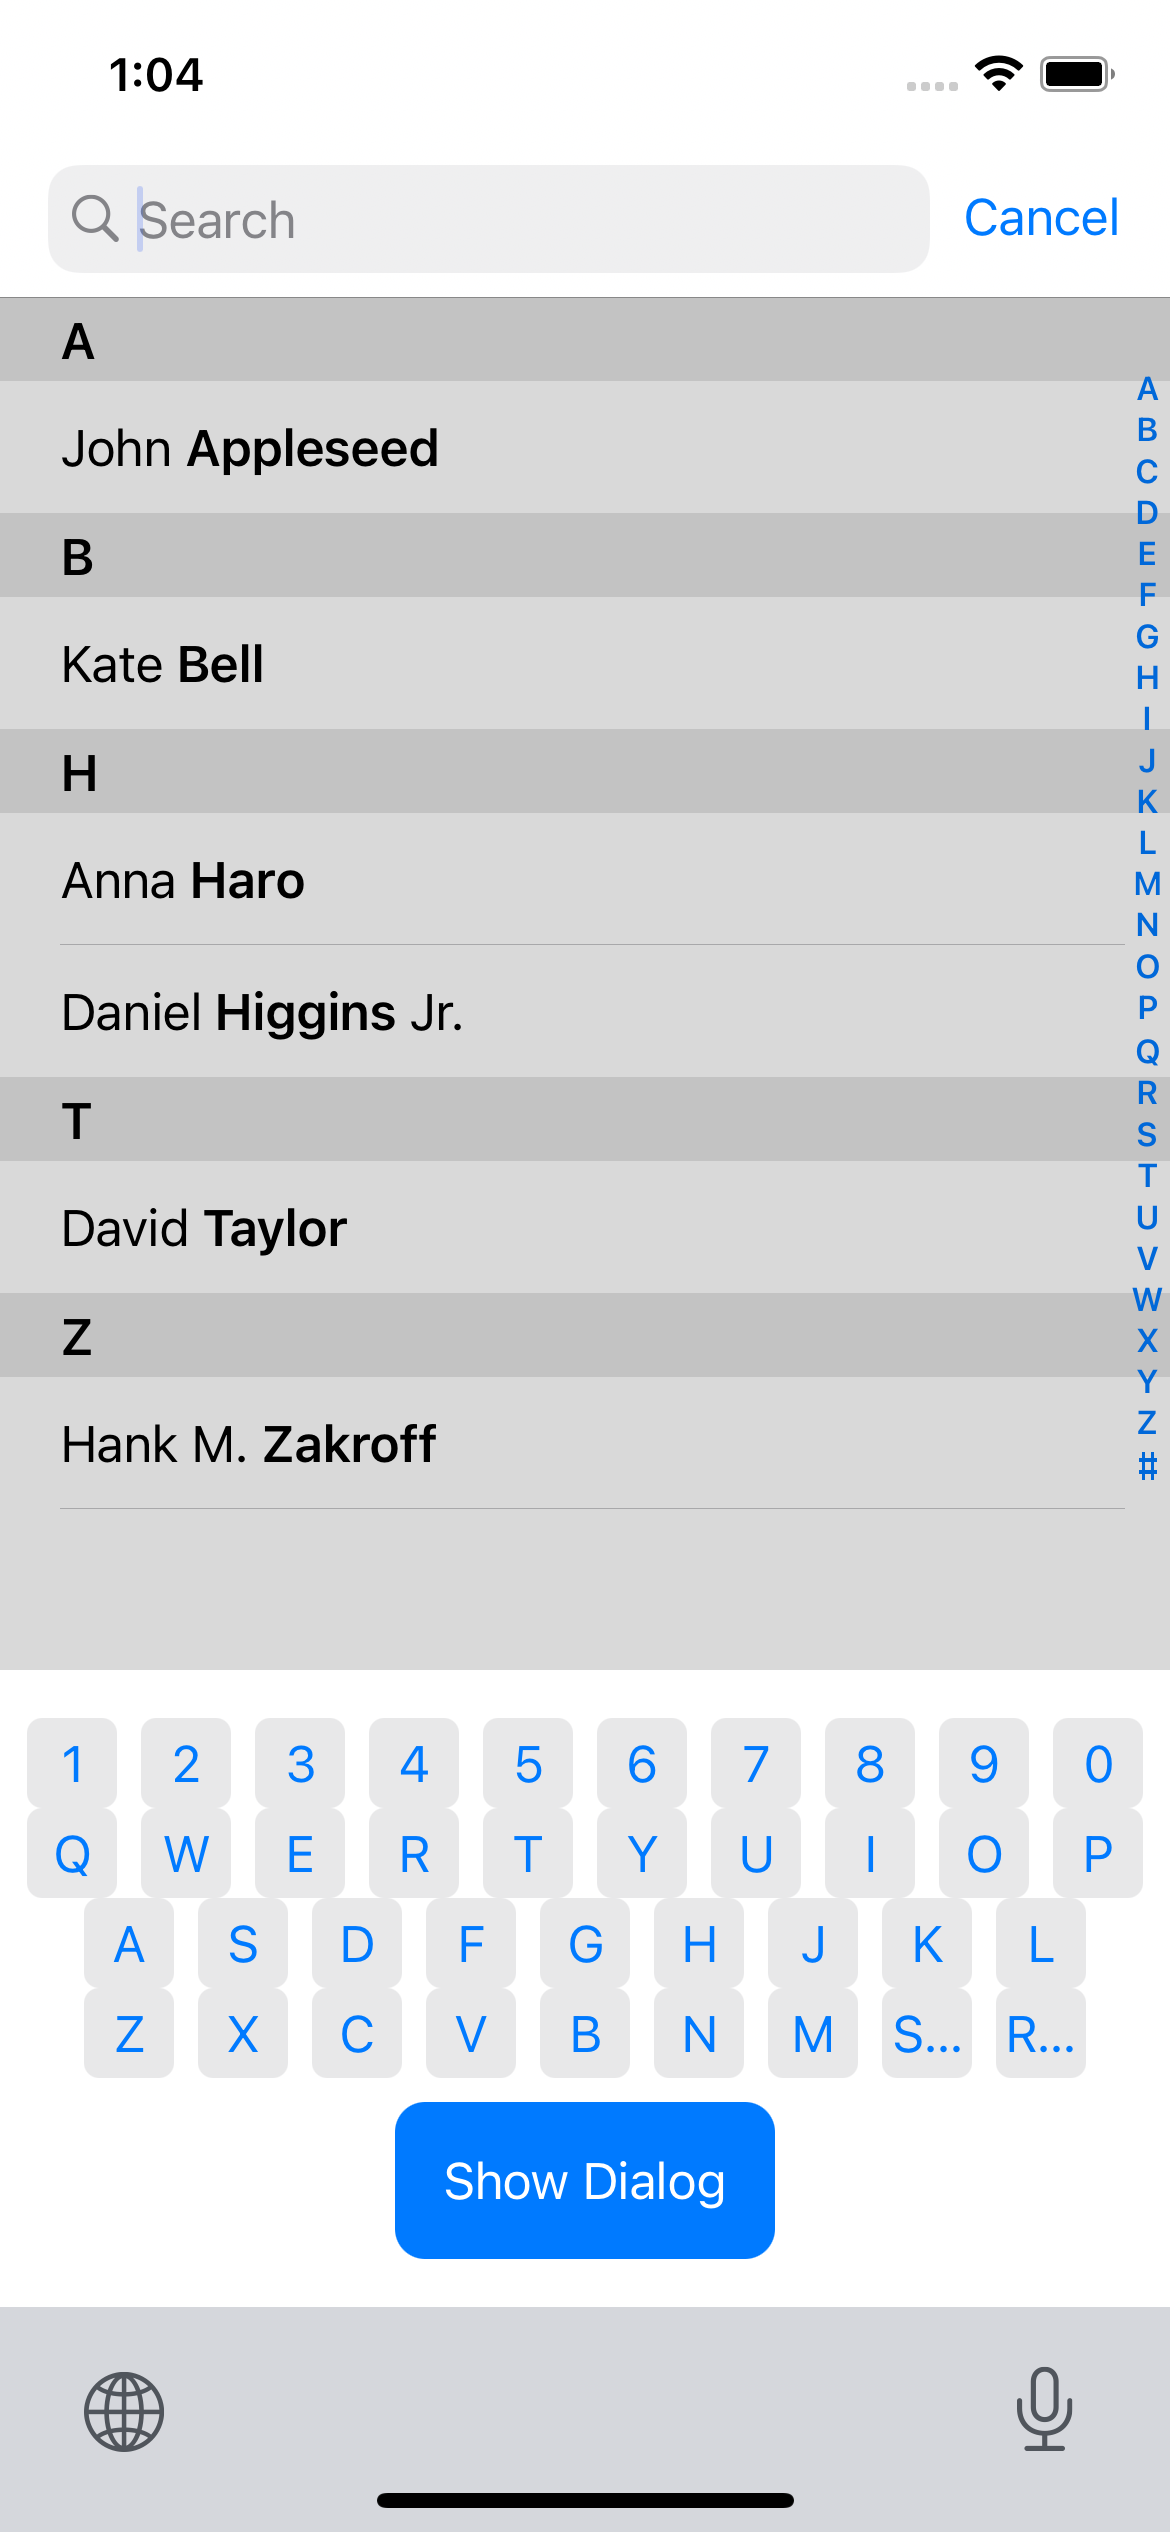 1:04
Search
Cancel
A
John Appleseed
B
Kate Bell
H
Anna Haro
Daniel Higgins Jr.
T
David Taylor
Z
Hank M. Zakroff
A
B
C
D
E
F
G
H
I
J
K
L
M
N
O
P
Q
R
S
T
U
V
W
X
Y
Z
#
1 2 3 4 5 6 7 8 9 0
Q W E R T Y U I O P
A S D F G H J K L
Z X C V B N M S... R...
Show Dialog